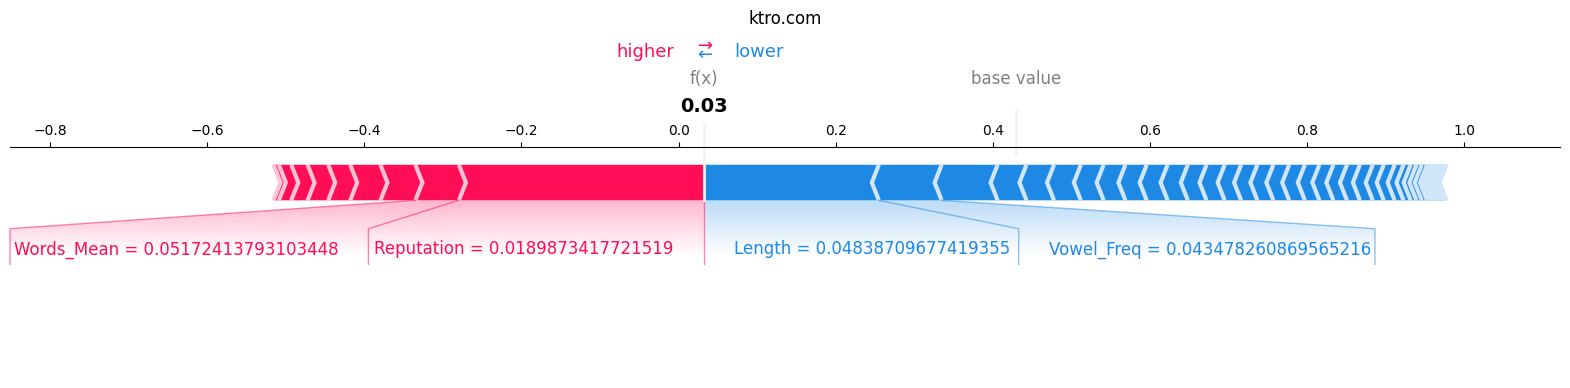 ktro.com
higher ⇄ lower
f(x) base value
0.03
−0.8 −0.6 −0.4 −0.2 0.0 0.2 0.4 0.6 0.8 1.0
Words_Mean = 0.05172413793103448 Reputation = 0.0189873417721519 Length = 0.04838709677419355 Vowel_Freq = 0.043478260869565216